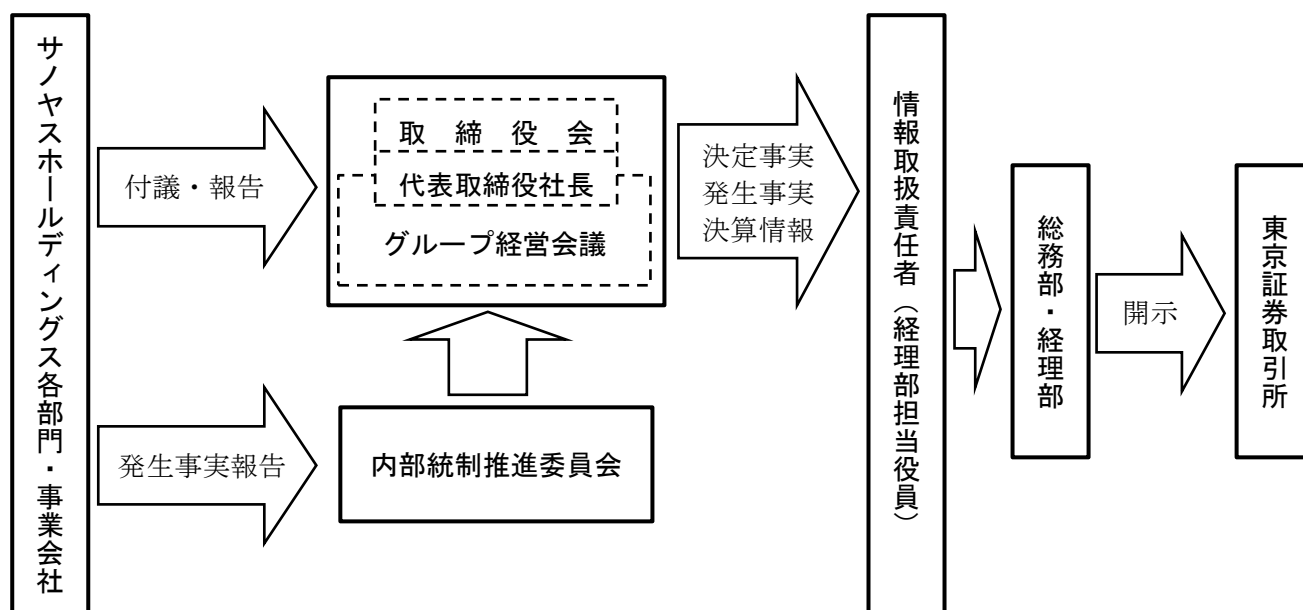 サノヤスホールディングス各部門・事業会社
付議・報告
取　締　役　会
代表取締役社長
グループ経営会議
発生事実報告
内部統制推進委員会
決定事実
発生事実
決算情報
情報取扱責任者（経理部担当役員）
総務部・経理部
開示
東京証券取引所